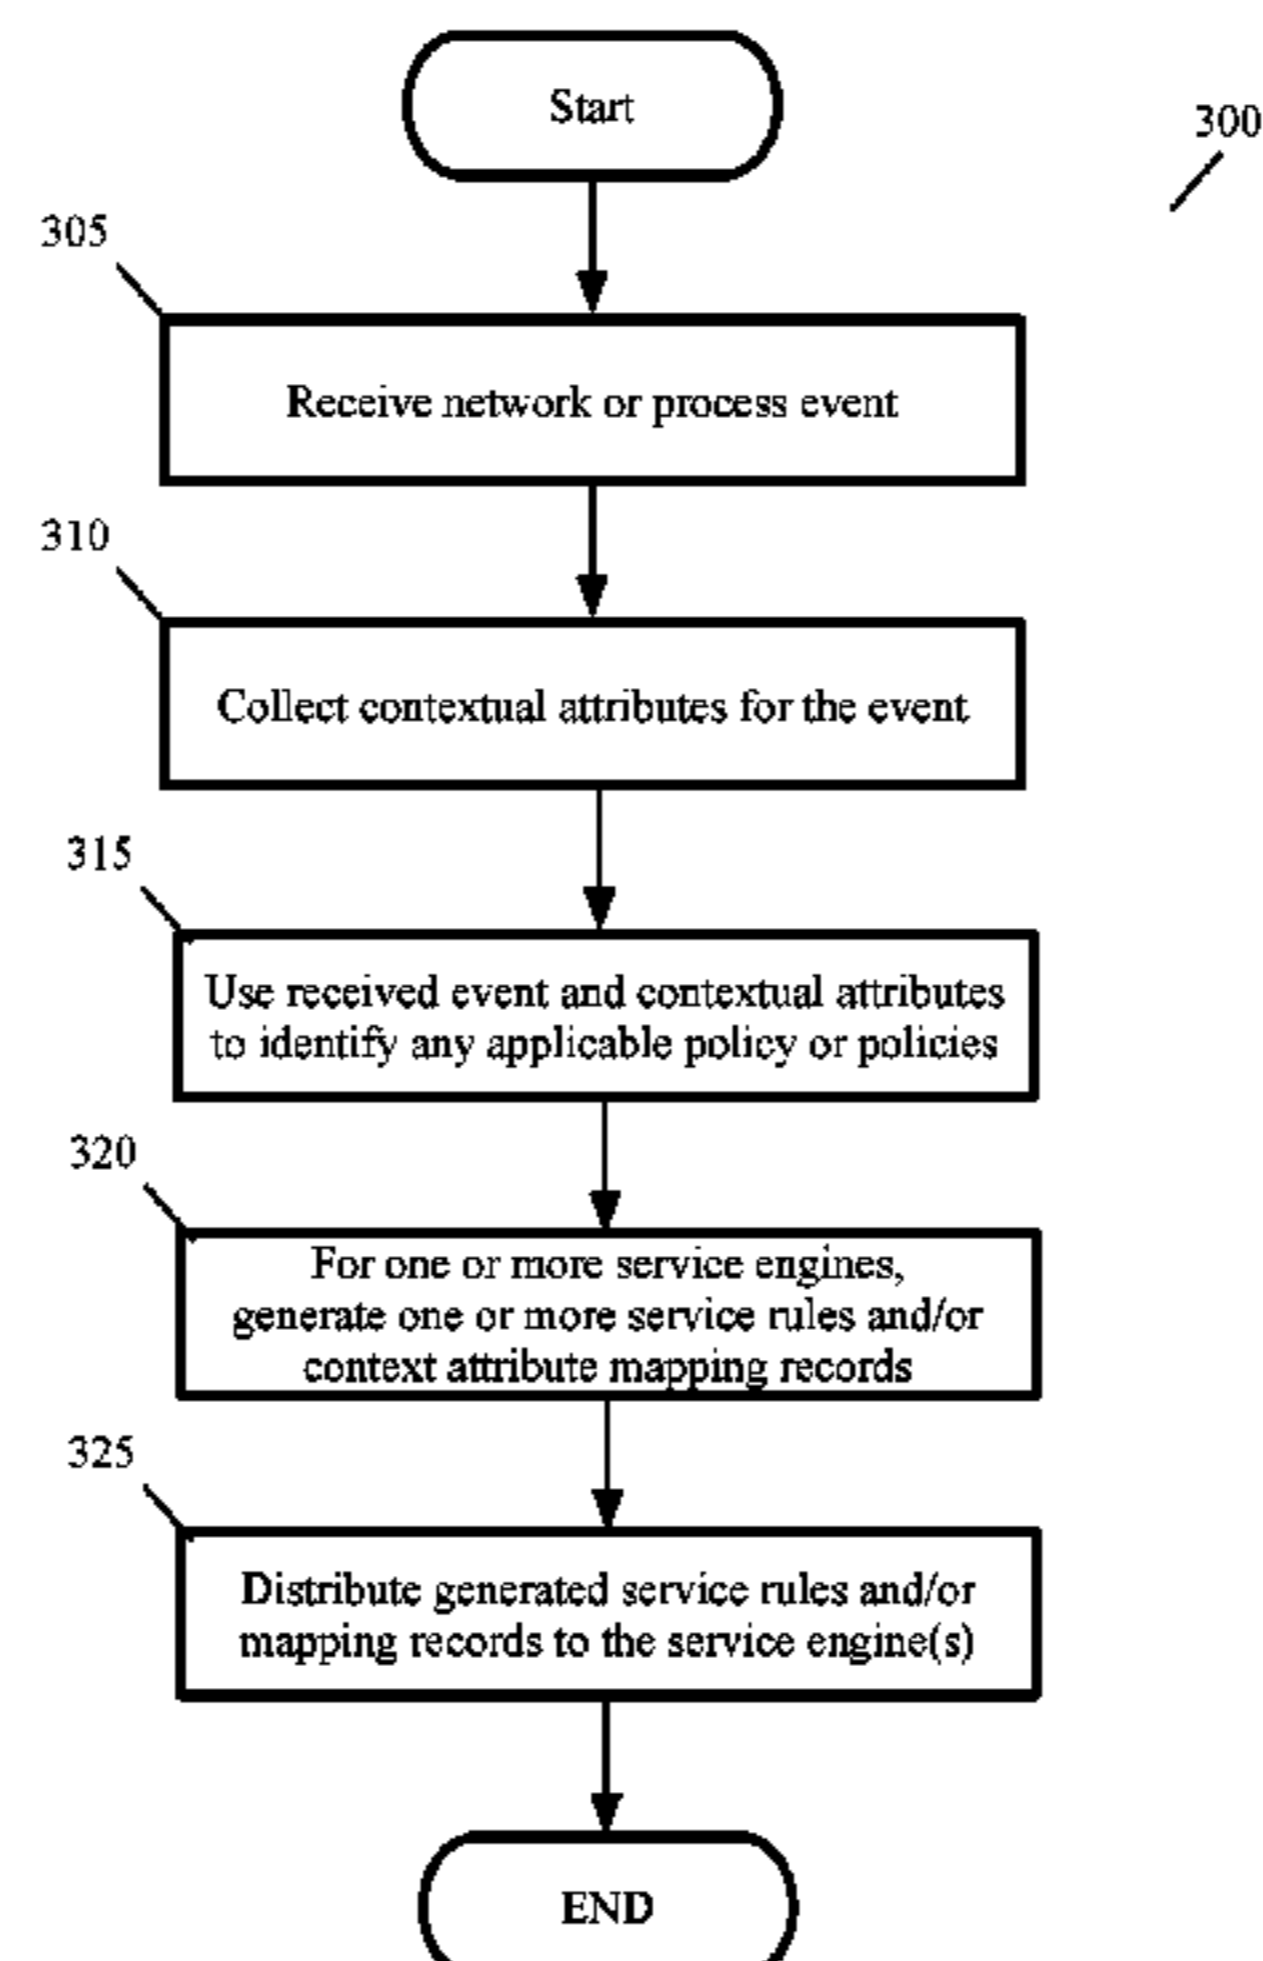 Start
300
305
Receive network or process event
310
Collect contextual attributes for the event
315
Use received event and contextual attributes
to identify any applicable policy or policies
320
For one or more service engines,
generate one or more service rules and/or
context attribute mapping records
325
Distribute generated service rules and/or
mapping records to the service engine(s)
END